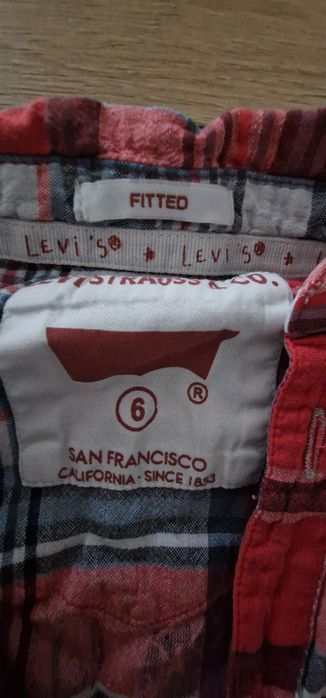 FITTED
LEVI'S® ★ LEVI'S® ★
STRAUSS & CO.
6
®
SAN FRANCISCO
CALIFORNIA · SINCE 1853